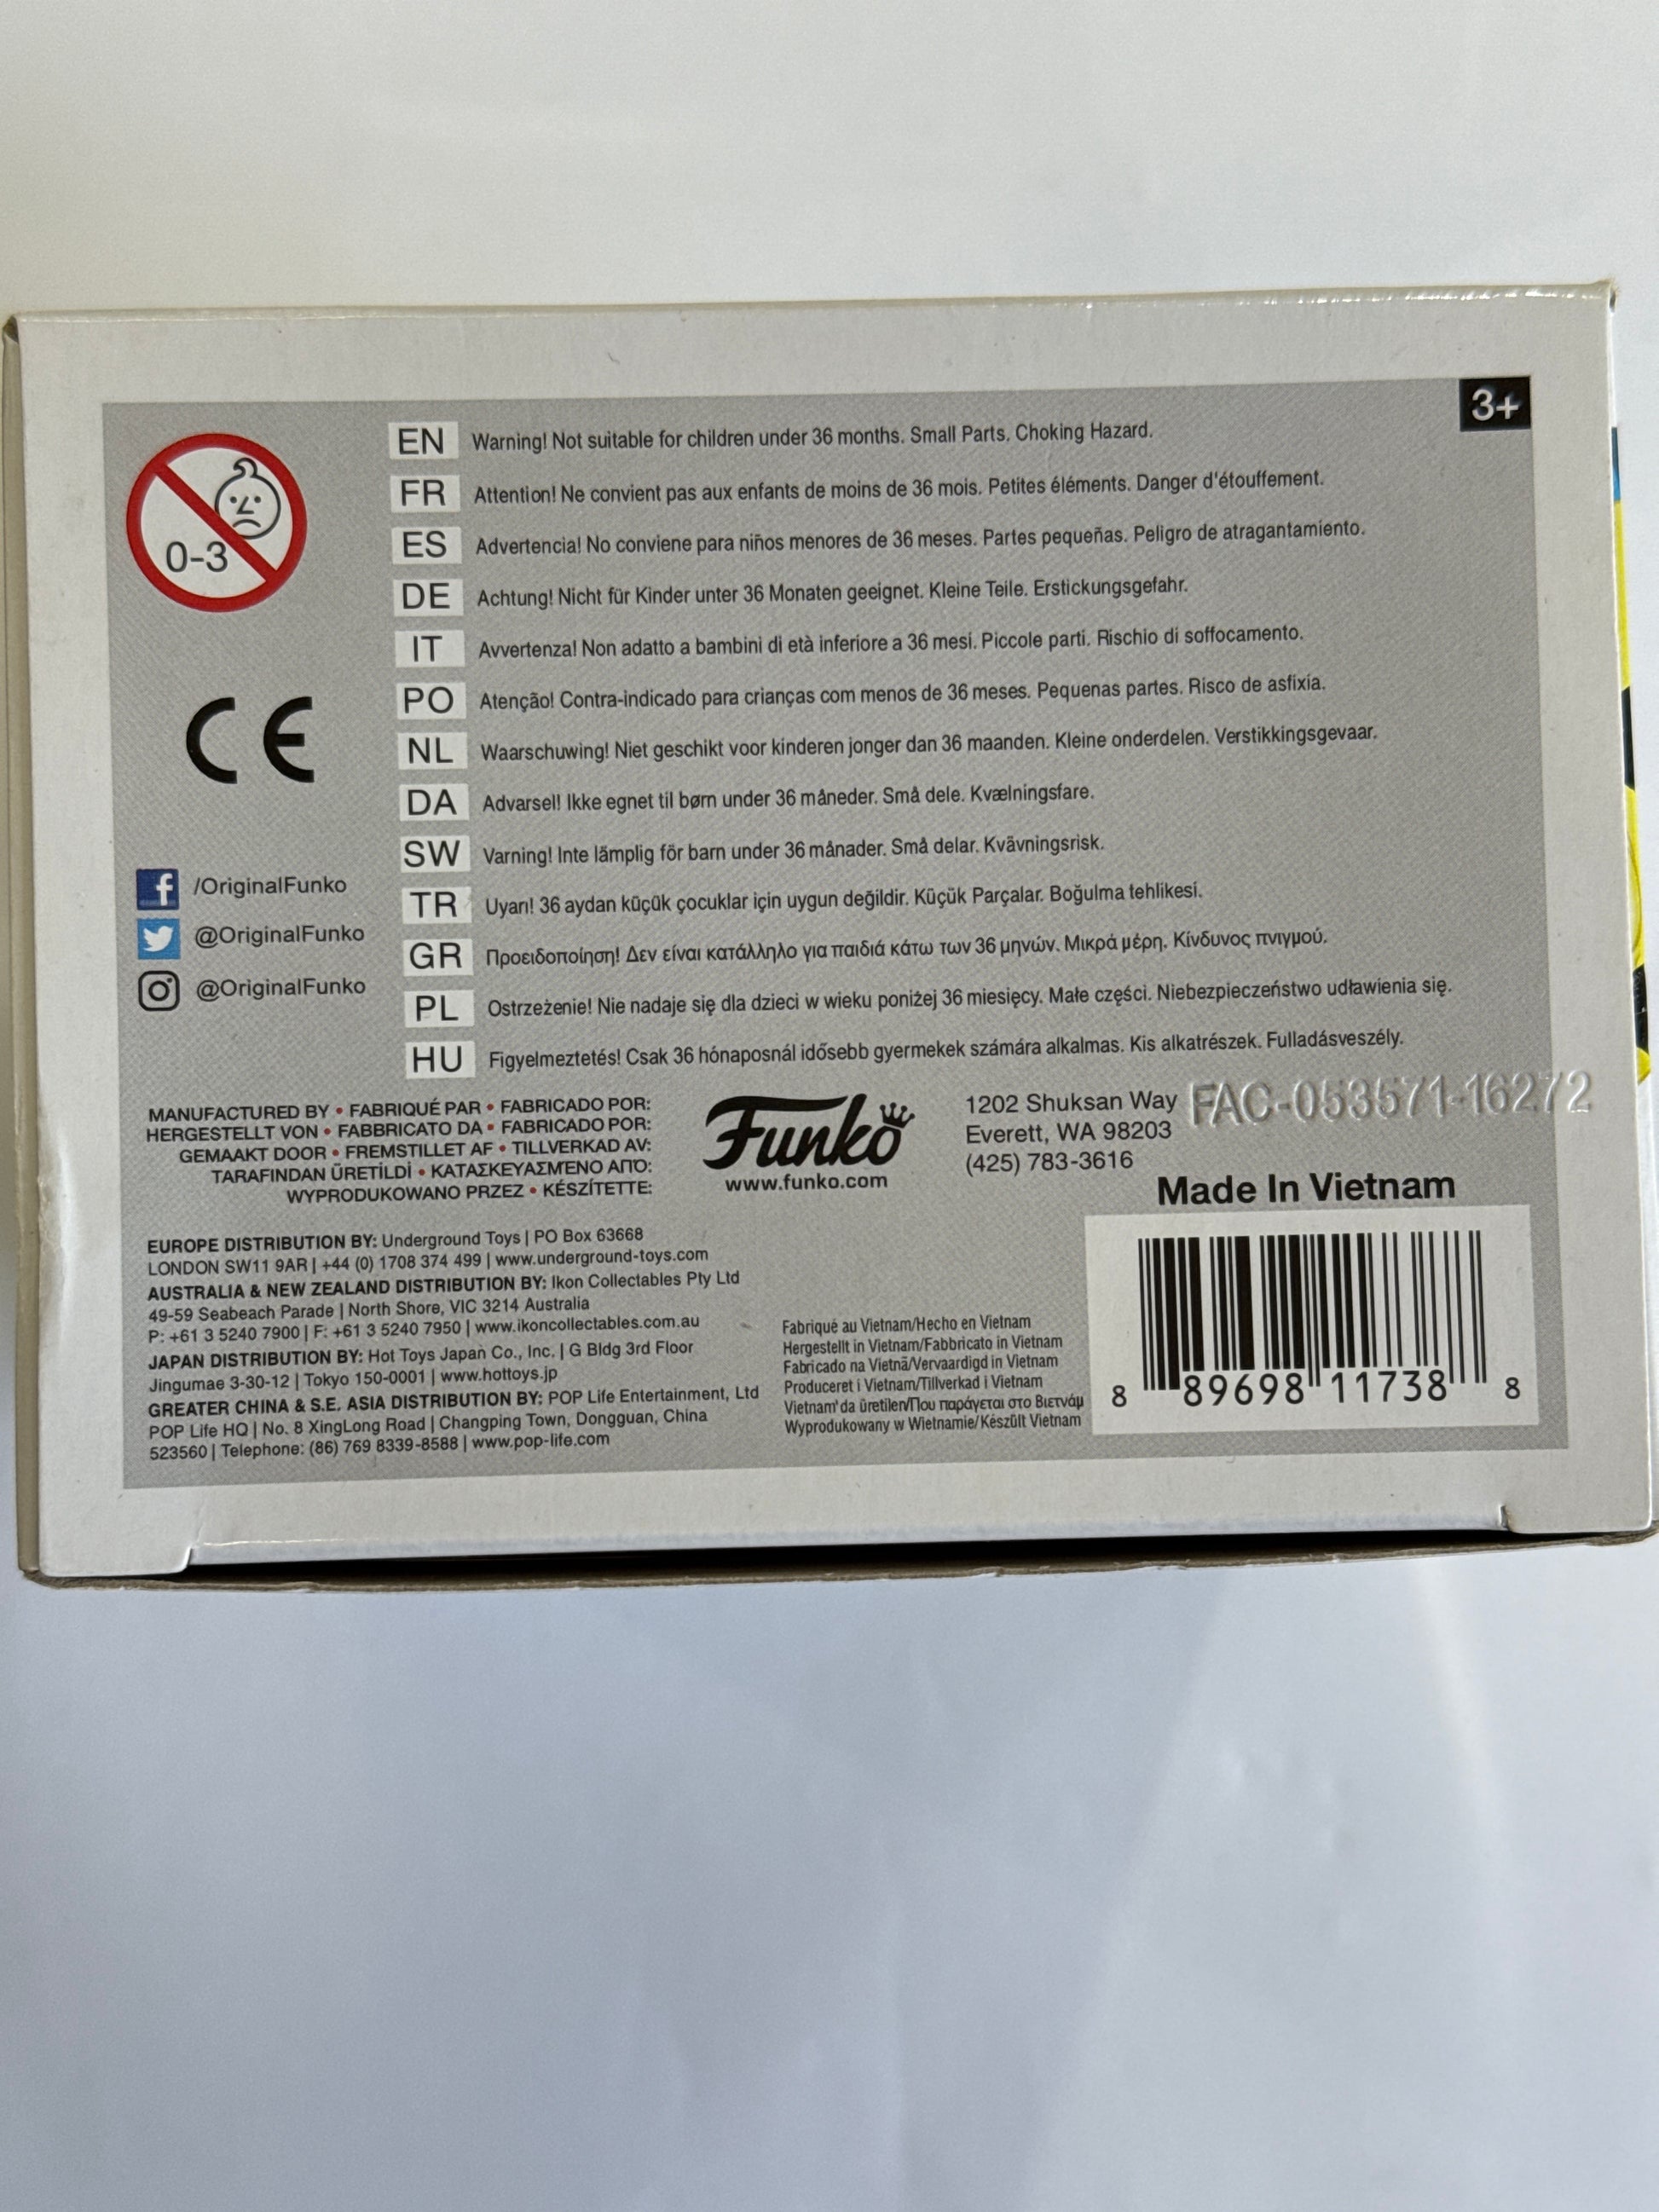 3+
0-3
EN Warning! Not suitable for children under 36 months. Small Parts. Choking Hazard.
FR Attention! Ne convient pas aux enfants de moins de 36 mois. Petites éléments. Danger d'étouffement.
ES Advertencia! No conviene para niños menores de 36 meses. Partes pequeñas. Peligro de atragantamiento.
DE Achtung! Nicht für Kinder unter 36 Monaten geeignet. Kleine Teile. Erstickungsgefahr.
IT Avvertenza! Non adatto a bambini di età inferiore a 36 mesi. Piccole parti. Rischio di soffocamento.
PO Atenção! Contra-indicado para crianças com menos de 36 meses. Pequenas partes. Risco de asfixia.
NL Waarschuwing! Niet geschikt voor kinderen jonger dan 36 maanden. Kleine onderdelen. Verstikkingsgevaar.
DA Advarsel! Ikke egnet til børn under 36 måneder. Små dele. Kvælningsfare.
SW Varning! Inte lämplig för barn under 36 månader. Små delar. Kvävningsrisk.
TR Uyarı! 36 aydan küçük çocuklar için uygun değildir. Küçük Parçalar. Boğulma tehlikesi.
GR Προειδοποίηση! Δεν είναι κατάλληλο για παιδιά κάτω των 36 μηνών. Μικρά μέρη. Κίνδυνος πνιγμού.
PL Ostrzeżenie! Nie nadaje się dla dzieci w wieku poniżej 36 miesięcy. Małe części. Niebezpieczeństwo udławienia się.
HU Figyelmeztetés! Csak 36 hónaposnál idősebb gyermekek számára alkalmas. Kis alkatrészek. Fulladásveszély.
CE
/OriginalFunko
@OriginalFunko
@OriginalFunko
MANUFACTURED BY • FABRIQUÉ PAR • FABRICADO POR:
HERGESTELLT VON • FABBRICATO DA • FABRICADO POR:
GEMAAKT DOOR • FREMSTILLET AF • TILLVERKAD AV:
TARAFINDAN ÜRETİLDİ • ΚΑΤΑΣΚΕΥΑΣΜΈΝΟ ΑΠΌ:
WYPRODUKOWANO PRZEZ • KÉSZÍTETTE:
Funko
www.funko.com
1202 Shuksan Way
Everett, WA 98203
(425) 783-3616
FAC-053571-16272
Made In Vietnam
EUROPE DISTRIBUTION BY: Underground Toys | PO Box 63668
LONDON SW11 9AR | +44 (0) 1708 374 499 | www.underground-toys.com
AUSTRALIA & NEW ZEALAND DISTRIBUTION BY: Ikon Collectables Pty Ltd
49-59 Seabeach Parade | North Shore, VIC 3214 Australia
P: +61 3 5240 7900 | F: +61 3 5240 7950 | www.ikoncollectables.com.au
JAPAN DISTRIBUTION BY: Hot Toys Japan Co., Inc. | G Bldg 3rd Floor
Jingumae 3-30-12 | Tokyo 150-0001 | www.hottoys.jp
GREATER CHINA & S.E. ASIA DISTRIBUTION BY: POP Life Entertainment, Ltd
POP Life HQ | No. 8 XingLong Road | Changping Town, Dongguan, China
523560 | Telephone: (86) 769 8339-8588 | www.pop-life.com
Fabriqué au Vietnam/Hecho en Vietnam
Hergestellt in Vietnam/Fabbricato in Vietnam
Fabricado na Vietnã/Vervaardigd in Vietnam
Produceret i Vietnam/Tillverkad i Vietnam
Vietnam'da üretilen/Που παράγεται στο Βιετνάμ
Wyprodukowany w Wietnamie/Készült Vietnam
8 89698 11738 8